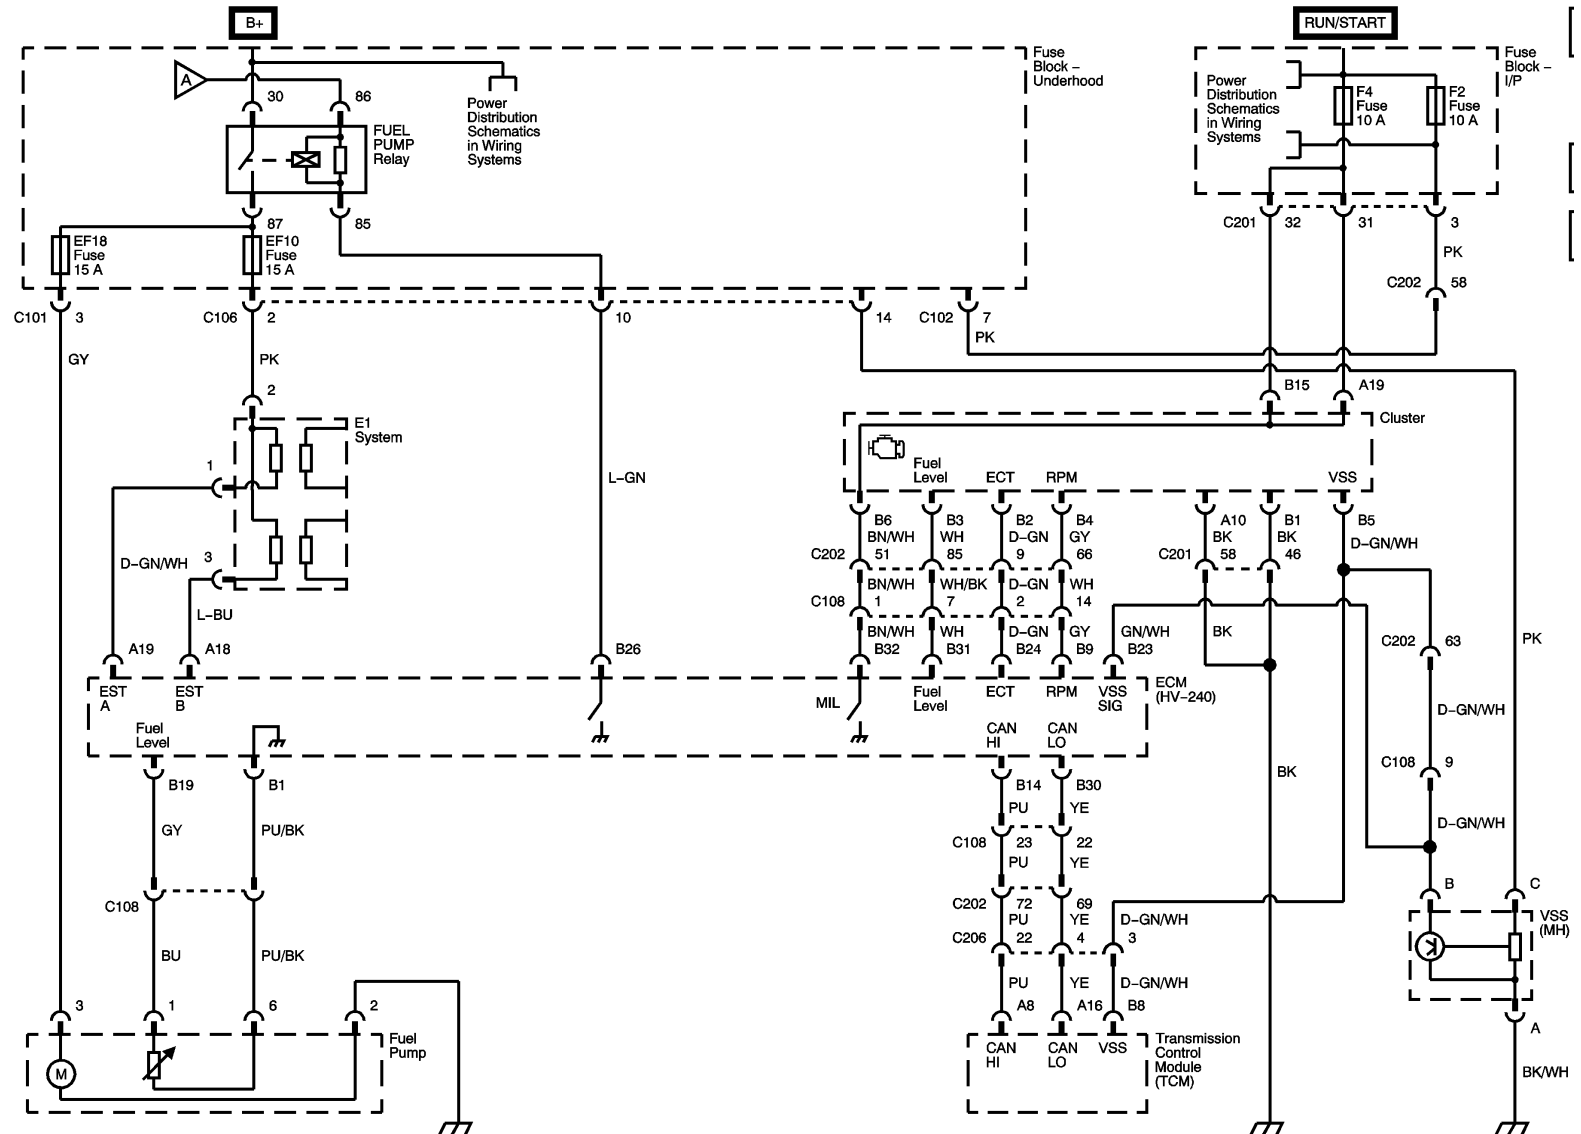 B+
RUN/START
Fuse
Block –
Underhood
Fuse
Block –
I/P
A
30
86
Power
Distribution
Schematics
in Wiring
Systems
Power
Distribution
Schematics
in Wiring
Systems
F4
Fuse
10 A
F2
Fuse
10 A
FUEL
PUMP
Relay
87
85
EF18
Fuse
15 A
EF10
Fuse
15 A
C201
32
31
3
PK
C202
58
C101
3
C106
2
10
14
C102
7
PK
GY
PK
2
B15
A19
E1
System
1
3
D–GN/WH
L–BU
L–GN
Cluster
Fuel
Level
ECT
RPM
VSS
B6
B3
B2
B4
A10
B1
B5
BN/WH
WH
D–GN
GY
BK
BK
D–GN/WH
C202
51
85
9
66
C201
58
46
BN/WH
WH/BK
D–GN
WH
C108
1
7
2
14
BN/WH
WH
D–GN
GY
GN/WH
BK
C202
63
PK
A19
A18
B26
B32
B31
B24
B9
B23
EST
A
EST
B
MIL
Fuel
Level
ECT
RPM
VSS
SIG
ECM
(HV–240)
Fuel
Level
CAN
HI
CAN
LO
D–GN/WH
B19
B1
B14
B30
BK
C108
9
GY
PU/BK
PU
YE
D–GN/WH
C108
23
22
PU
YE
C108
C202
72
69
B
C
PU
YE
D–GN/WH
VSS
(MH)
C206
22
4
3
BU
PU/BK
PU
YE
D–GN/WH
3
1
6
2
A8
A16
B8
A
Fuel
Pump
M
CAN
HI
CAN
LO
VSS
Transmission
Control
Module
(TCM)
BK/WH